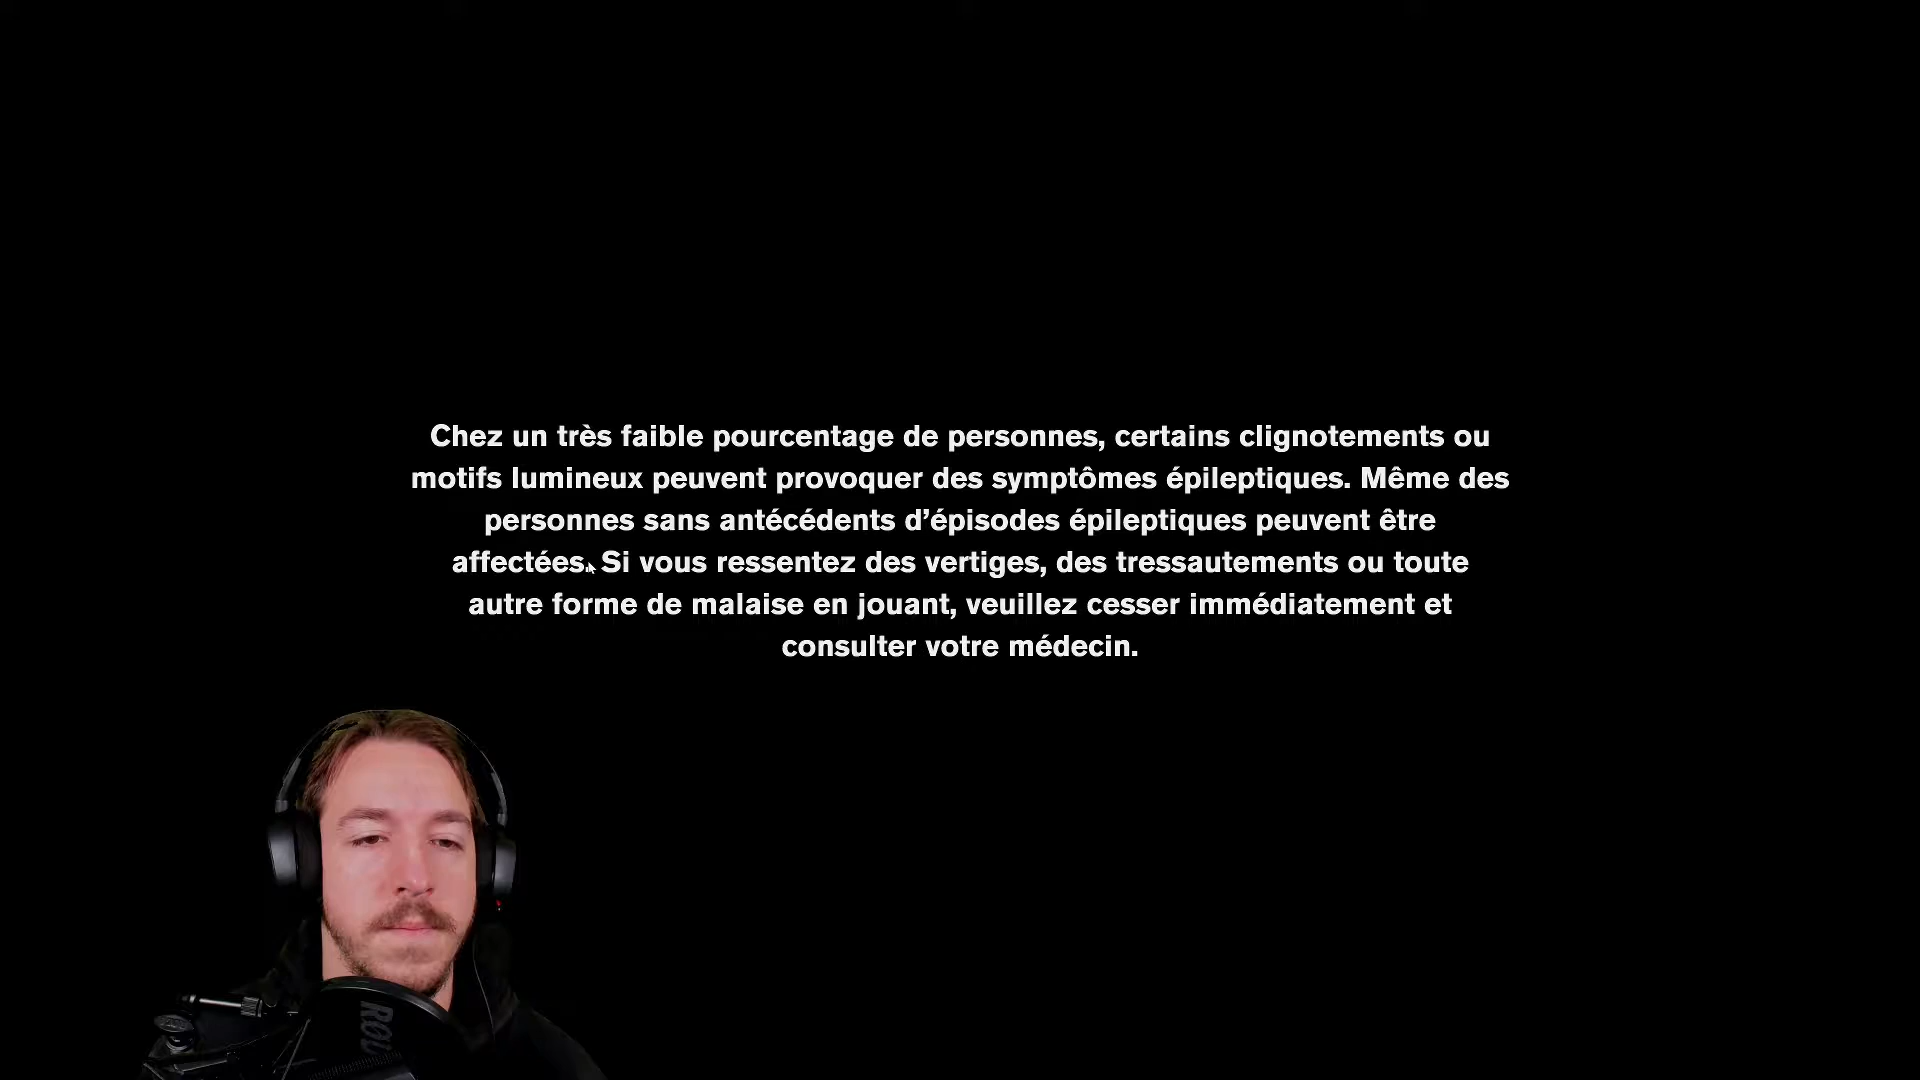 Chez un très faible pourcentage de personnes, certains clignotements ou
motifs lumineux peuvent provoquer des symptômes épileptiques. Même des
personnes sans antécédents d’épisodes épileptiques peuvent être
affectées. Si vous ressentez des vertiges, des tressautements ou toute
autre forme de malaise en jouant, veuillez cesser immédiatement et
consulter votre médecin.